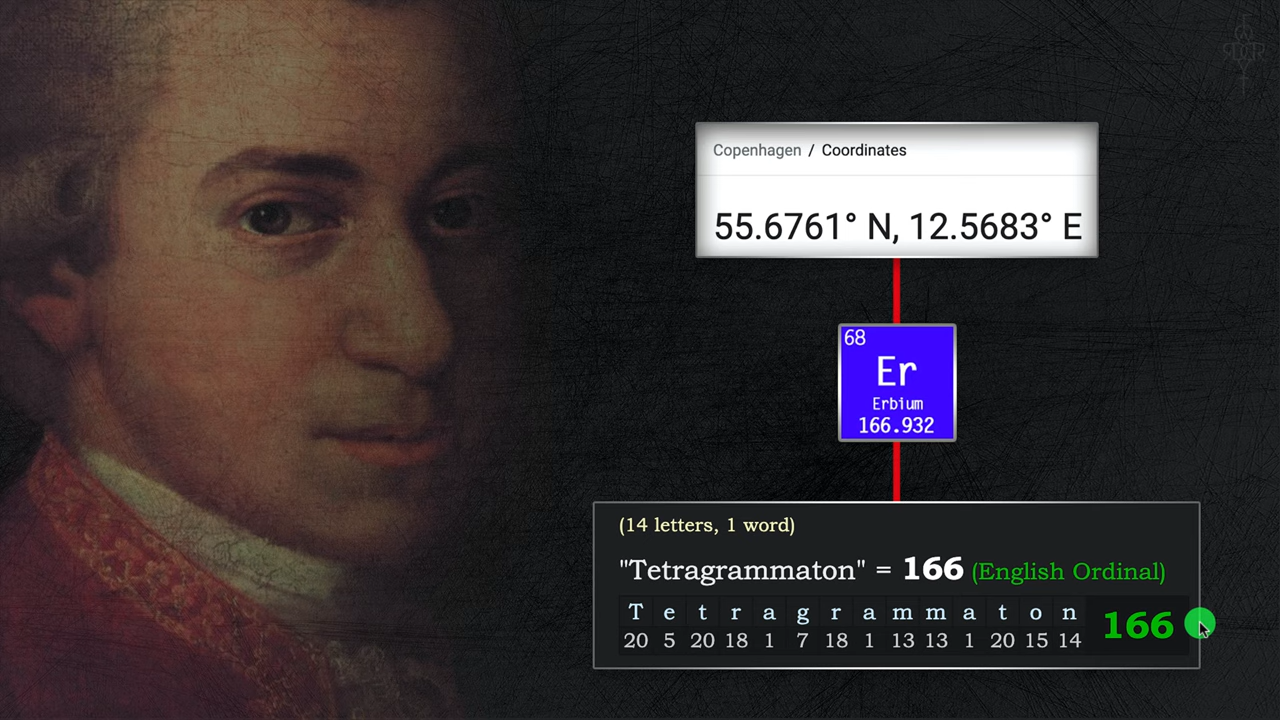 Copenhagen / Coordinates
55.6761° N, 12.5683° E
68
Er
Erbium
166.932
(14 letters, 1 word)
"Tetragrammaton" = 166 (English Ordinal)
T e t r a g r a m m a t o n
20 5 20 18 1 7 18 1 13 13 1 20 15 14 166